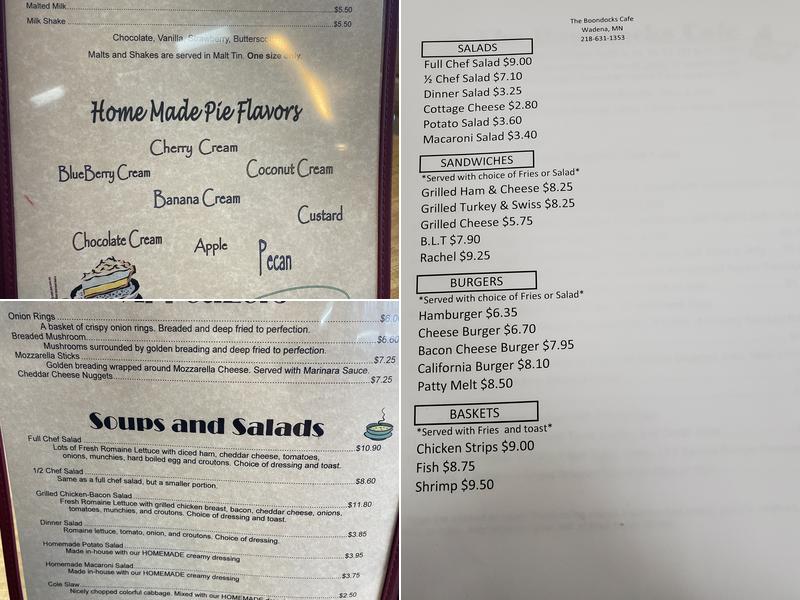 Malted Milk $5.50
Milk Shake $5.50
Chocolate, Vanilla, Strawberry,
Malts and Shakes are served in Malt Tin. One size only.
Home Made Pie Flavors
Cherry Cream
BlueBerry Cream
Coconut Cream
Banana Cream
Custard
Chocolate Cream
Apple
Pecan
Onion Rings
A basket of crispy onion rings. Breaded and deep fried to perfection.
Breaded Mushroom $6.60
Mushrooms surrounded by golden breading and deep fried to perfection.
Mozzarella Sticks $7.25
Golden breading wrapped around Mozzarella Cheese. Served with Marinara Sauce.
Cheddar Cheese Nuggets $7.25
Soups and Salads
Full Chef Salad $10.90
Lots of Fresh Romaine Lettuce with diced ham, cheddar cheese, tomatoes,
onions, munchies, hard boiled egg and croutons. Choice of dressing and toast.
1/2 Chef Salad $8.60
Same as a full chef salad, but a smaller portion.
Grilled Chicken-Bacon Salad $11.80
Fresh Romaine Lettuce with grilled chicken breast, bacon, cheddar cheese, onions,
tomatoes, munchies, and croutons. Choice of dressing and toast.
Dinner Salad $3.85
Romaine lettuce, tomato, onion, and croutons. Choice of dressing.
Homemade Potato Salad $3.95
Made in-house with our HOMEMADE creamy dressing
Homemade Macaroni Salad $3.75
Made in-house with our HOMEMADE creamy dressing
Cole Slaw $2.50
Nicely chopped colorful cabbage. Mixed with our HOMEMADE
The Boondocks Cafe
Wadena, MN
218-631-1353
SALADS
Full Chef Salad $9.00
½ Chef Salad $7.10
Dinner Salad $3.25
Cottage Cheese $2.80
Potato Salad $3.60
Macaroni Salad $3.40
SANDWICHES
*Served with choice of Fries or Salad*
Grilled Ham & Cheese $8.25
Grilled Turkey & Swiss $8.25
Grilled Cheese $5.75
B.L.T $7.90
Rachel $9.25
BURGERS
*Served with choice of Fries or Salad*
Hamburger $6.35
Cheese Burger $6.70
Bacon Cheese Burger $7.95
California Burger $8.10
Patty Melt $8.50
BASKETS
*Served with Fries and toast*
Chicken Strips $9.00
Fish $8.75
Shrimp $9.50